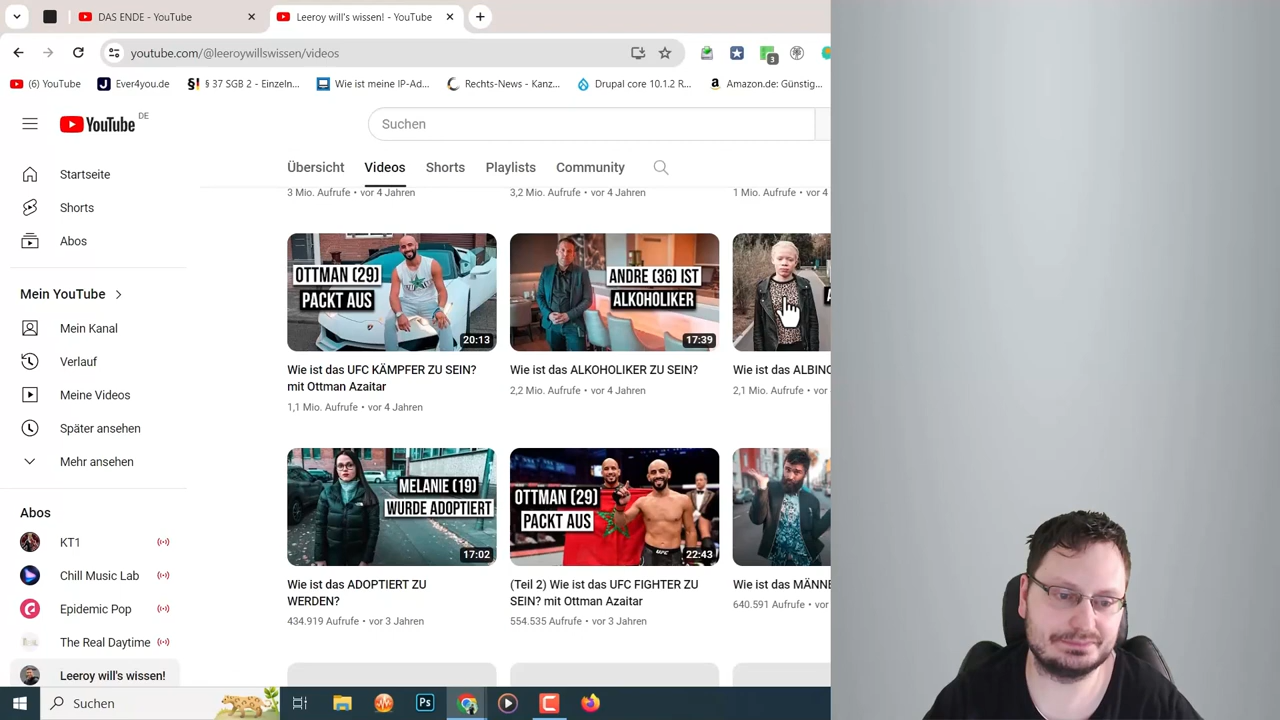 DAS ENDE - YouTube
Leeroy will's wissen! - YouTube
youtube.com/@leeroywillswissen/videos
3
(6) YouTube
Ever4you.de
§ 37 SGB 2 - Einzeln...
Wie ist meine IP-Ad...
Rechts-News - Kanz...
Drupal core 10.1.2 R...
Amazon.de: Günstig...
YouTube DE
Suchen
Übersicht
Videos
Shorts
Playlists
Community
Startseite
Shorts
Abos
Mein YouTube
Mein Kanal
Verlauf
Meine Videos
Später ansehen
Mehr ansehen
Abos
KT1
Chill Music Lab
Epidemic Pop
The Real Daytime
Leeroy will's wissen!
3 Mio. Aufrufe • vor 4 Jahren
3,2 Mio. Aufrufe • vor 4 Jahren
1 Mio. Aufrufe • vor 4
OTTMAN (29)
PACKT AUS
20:13
Wie ist das UFC KÄMPFER ZU SEIN?
mit Ottman Azaitar
1,1 Mio. Aufrufe • vor 4 Jahren
ANDRE (36) IST
ALKOHOLIKER
17:39
Wie ist das ALKOHOLIKER ZU SEIN?
2,2 Mio. Aufrufe • vor 4 Jahren
Wie ist das ALBINO
2,1 Mio. Aufrufe • vor
MELANIE (19)
WURDE ADOPTIERT
17:02
Wie ist das ADOPTIERT ZU
WERDEN?
434.919 Aufrufe • vor 3 Jahren
OTTMAN (29)
PACKT AUS
UFC
22:43
(Teil 2) Wie ist das UFC FIGHTER ZU
SEIN? mit Ottman Azaitar
554.535 Aufrufe • vor 3 Jahren
Wie ist das MÄNNE
640.591 Aufrufe • vor
Suchen
Ps